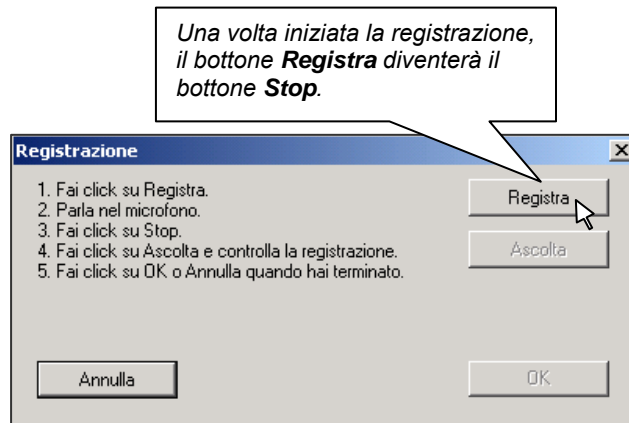 Una volta iniziata la registrazione,
il bottone Registra diventerà il
bottone Stop.
Registrazione
1. Fai click su Registra.
2. Parla nel microfono.
3. Fai click su Stop.
4. Fai click su Ascolta e controlla la registrazione.
5. Fai click su OK o Annulla quando hai terminato.
Registra
Ascolta
Annulla
OK